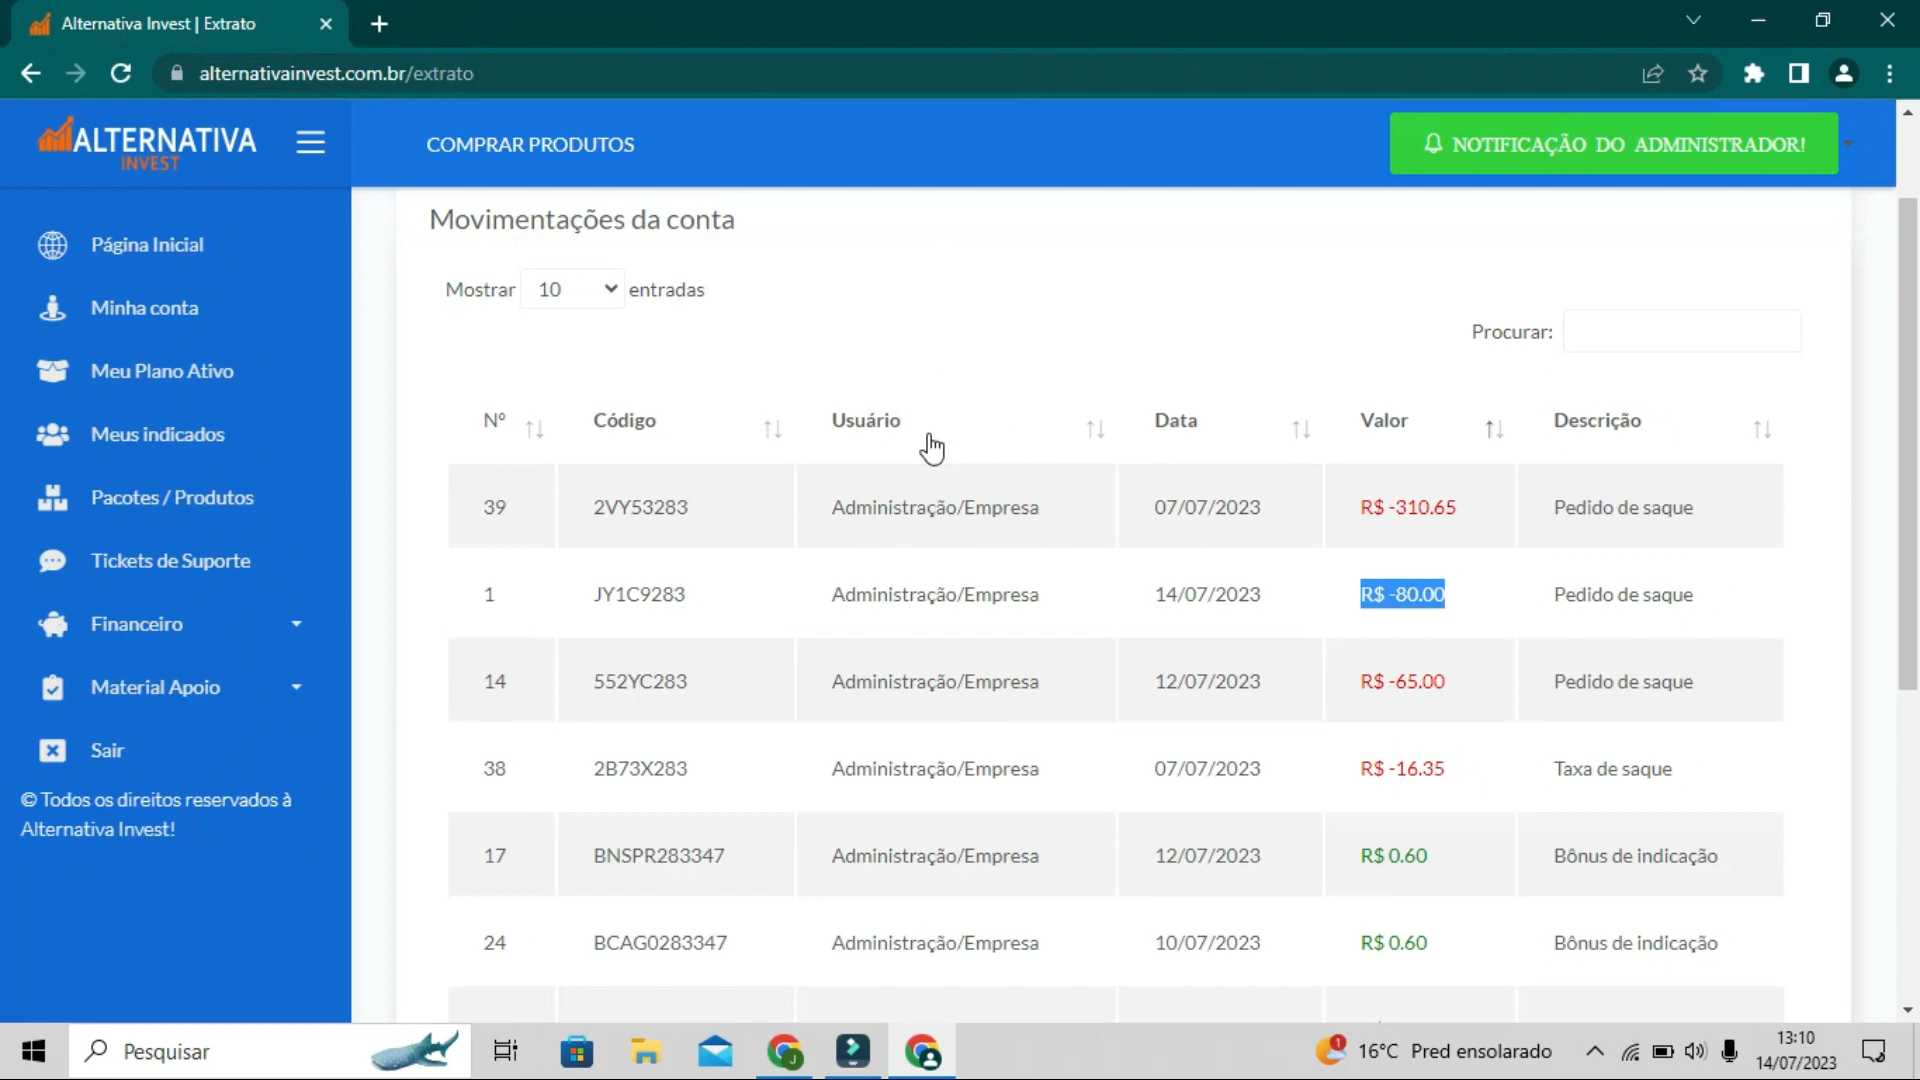 Alternativa Invest | Extrato
alternativainvest.com.br/extrato
ALTERNATIVA
INVEST
COMPRAR PRODUTOS
NOTIFICAÇÃO DO ADMINISTRADOR!
Página Inicial
Minha conta
Meu Plano Ativo
Meus indicados
Pacotes / Produtos
Tickets de Suporte
Financeiro
Material Apoio
Sair
© Todos os direitos reservados à
Alternativa Invest!
Movimentações da conta
Mostrar 10 entradas
Procurar:
Nº Código Usuário Data Valor Descrição
39 2VY53283 Administração/Empresa 07/07/2023 R$ -310.65 Pedido de saque
1 JY1C9283 Administração/Empresa 14/07/2023 R$ -80.00 Pedido de saque
14 552YC283 Administração/Empresa 12/07/2023 R$ -65.00 Pedido de saque
38 2B73X283 Administração/Empresa 07/07/2023 R$ -16.35 Taxa de saque
17 BNSPR283347 Administração/Empresa 12/07/2023 R$ 0.60 Bônus de indicação
24 BCAG0283347 Administração/Empresa 10/07/2023 R$ 0.60 Bônus de indicação
Pesquisar
J
1
16°C Pred ensolarado
13:10
14/07/2023